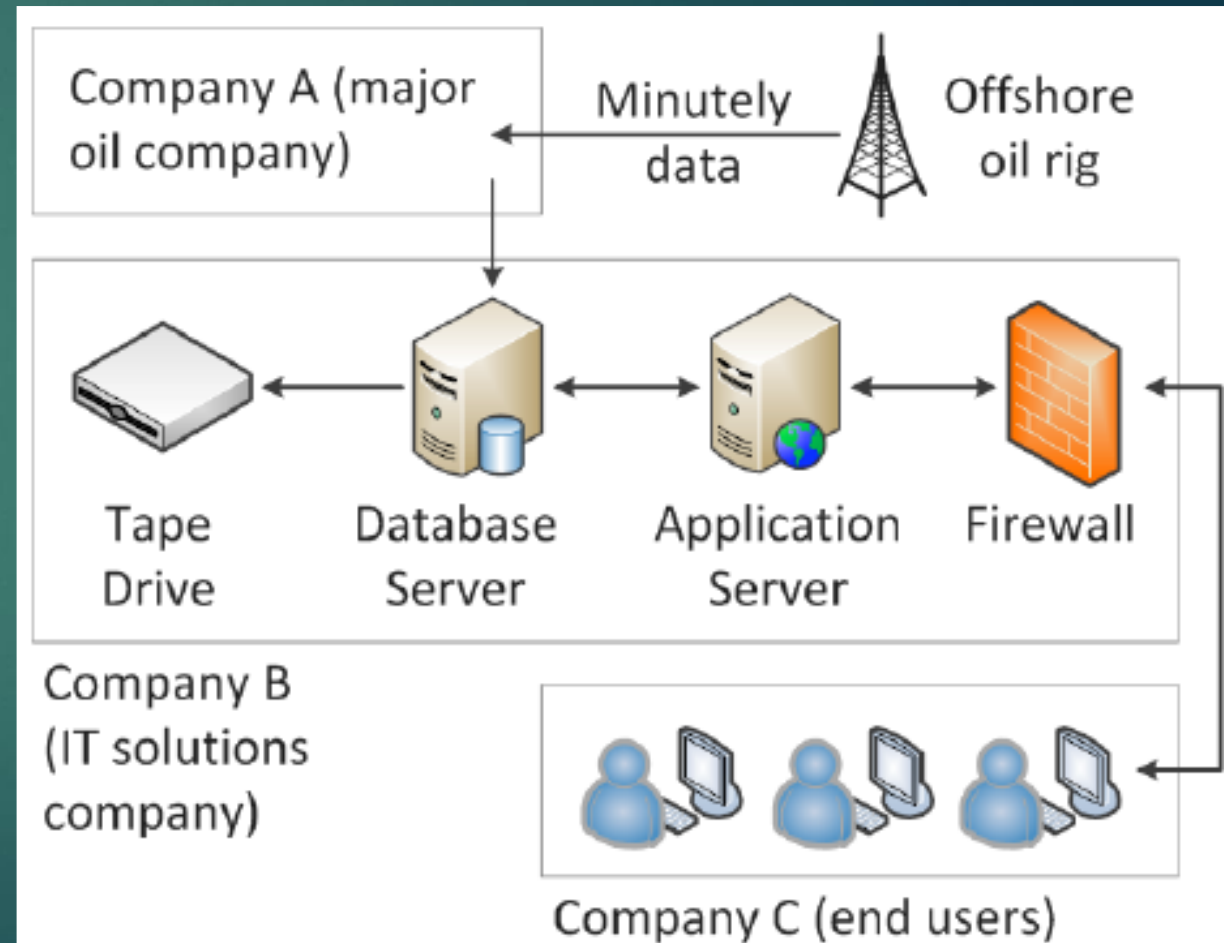 Company A (major
oil company)
Minutely
data
Offshore
oil rig
Tape
Drive
Database
Server
Application
Server
Firewall
Company B
(IT solutions
company)
Company C (end users)